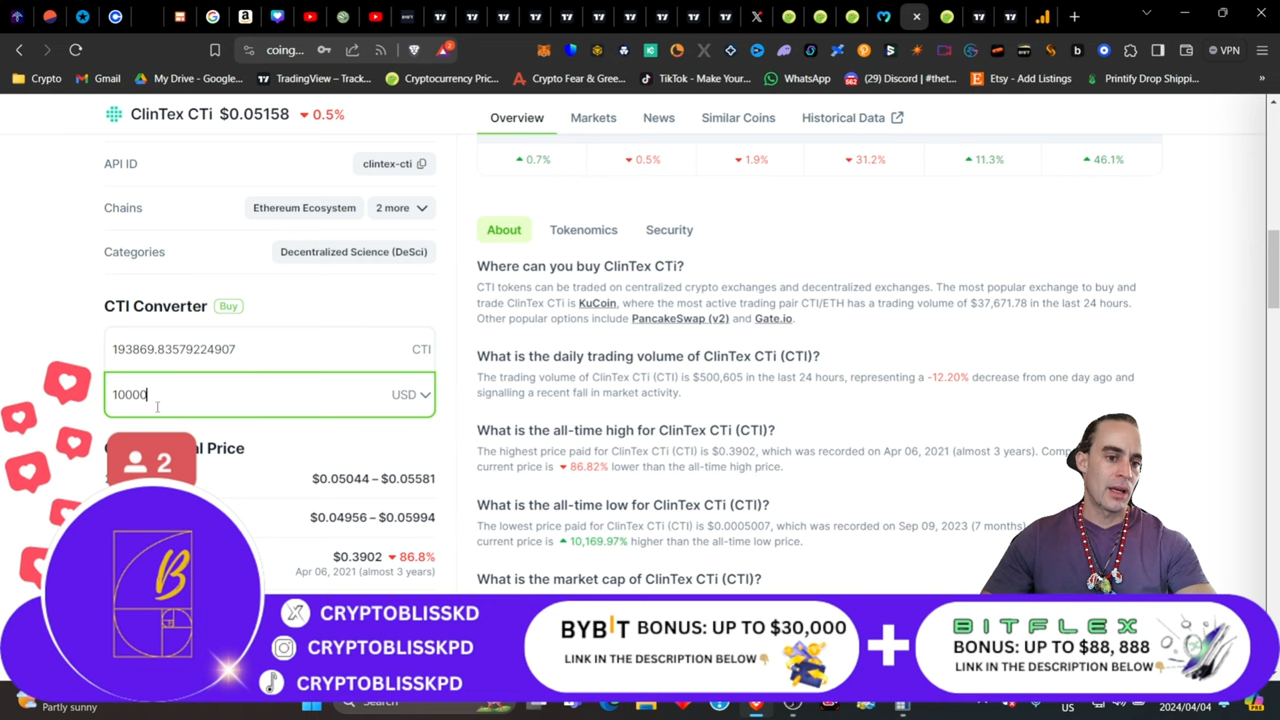 coing...
2
VPN
Crypto
Gmail
My Drive - Google...
TradingView – Track...
Cryptocurrency Pric...
Crypto Fear & Gree...
TikTok - Make Your...
WhatsApp
(29) Discord | #thet...
Etsy - Add Listings
Printify Drop Shippi...
»
ClinTex CTi $0.05158 0.5%
Overview
Markets
News
Similar Coins
Historical Data
API ID
clintex-cti
0.7%
0.5%
1.9%
31.2%
11.3%
46.1%
Chains
Ethereum Ecosystem
2 more
Categories
Decentralized Science (DeSci)
CTI Converter
Buy
193869.83579224907
CTI
10000
USD
al Price
$0.05044 – $0.05581
$0.04956 – $0.05994
$0.3902 86.8%
Apr 06, 2021 (almost 3 years)
About
Tokenomics
Security
Where can you buy ClinTex CTi?
CTI tokens can be traded on centralized crypto exchanges and decentralized exchanges. The most popular exchange to buy and
trade ClinTex CTi is KuCoin, where the most active trading pair CTI/ETH has a trading volume of $37,671.78 in the last 24 hours.
Other popular options include PancakeSwap (v2) and Gate.io.
What is the daily trading volume of ClinTex CTi (CTI)?
The trading volume of ClinTex CTi (CTI) is $500,605 in the last 24 hours, representing a -12.20% decrease from one day ago and
signalling a recent fall in market activity.
What is the all-time high for ClinTex CTi (CTI)?
The highest price paid for ClinTex CTi (CTI) is $0.3902, which was recorded on Apr 06, 2021 (almost 3 years). Comp
current price is 86.82% lower than the all-time high price.
What is the all-time low for ClinTex CTi (CTI)?
The lowest price paid for ClinTex CTi (CTI) is $0.0005007, which was recorded on Sep 09, 2023 (7 months)
current price is 10,169.97% higher than the all-time low price.
What is the market cap of ClinTex CTi (CTI)?
2
B
CRYPTOBLISSKD
CRYPTOBLISSKPD
CRYPTOBLISSKPD
BYBIT BONUS: UP TO $30,000
LINK IN THE DESCRIPTION BELOW
BITFLEX
BONUS: UP TO $88, 888
LINK IN THE DESCRIPTION BELOW
Partly sunny
Search
US
2024/04/04